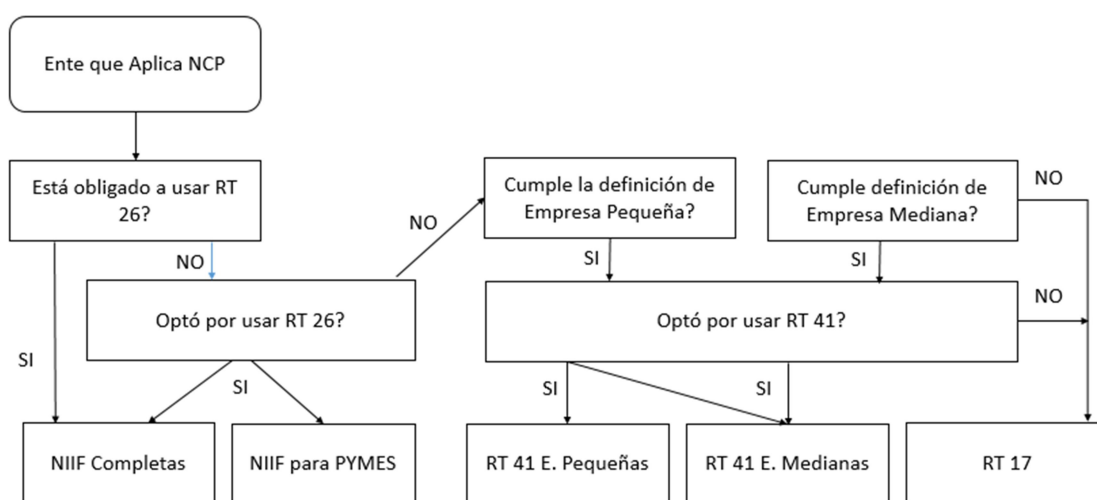 Ente que Aplica NCP
Está obligado a usar RT
26?
Cumple la definición de
Empresa Pequeña?
Cumple definición de
Empresa Mediana?
NO
NO
NO
SI
SI
Optó por usar RT 26?
Optó por usar RT 41?
NO
SI
SI
SI
SI
NIIF Completas
NIIF para PYMES
RT 41 E. Pequeñas
RT 41 E. Medianas
RT 17